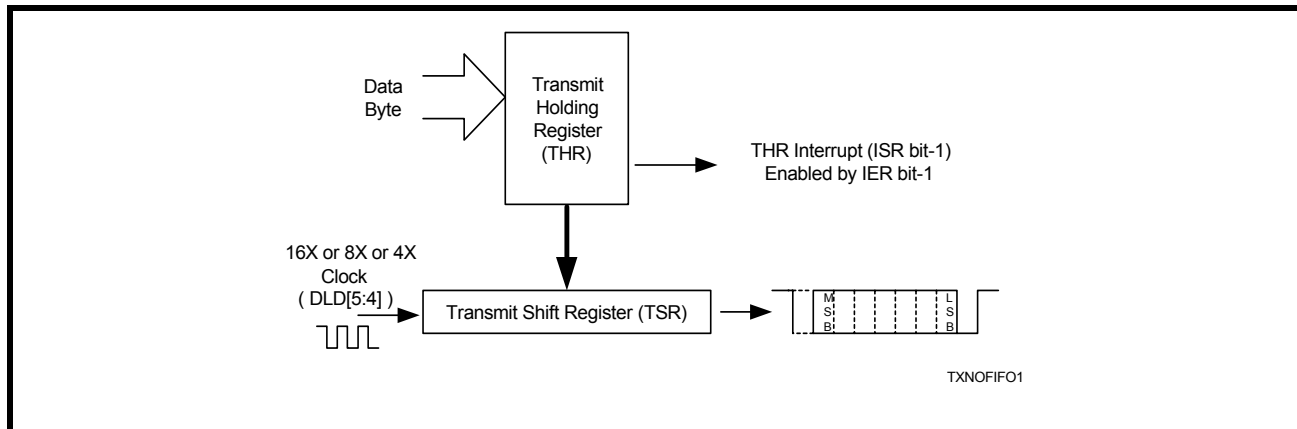 Data
Byte
Transmit
Holding
Register
(THR)
THR Interrupt (ISR bit-1)
Enabled by IER bit-1
16X or 8X or 4X
Clock
( DLD[5:4] )
Transmit Shift Register (TSR)
M
S
B
L
S
B
TXNOFIFO1